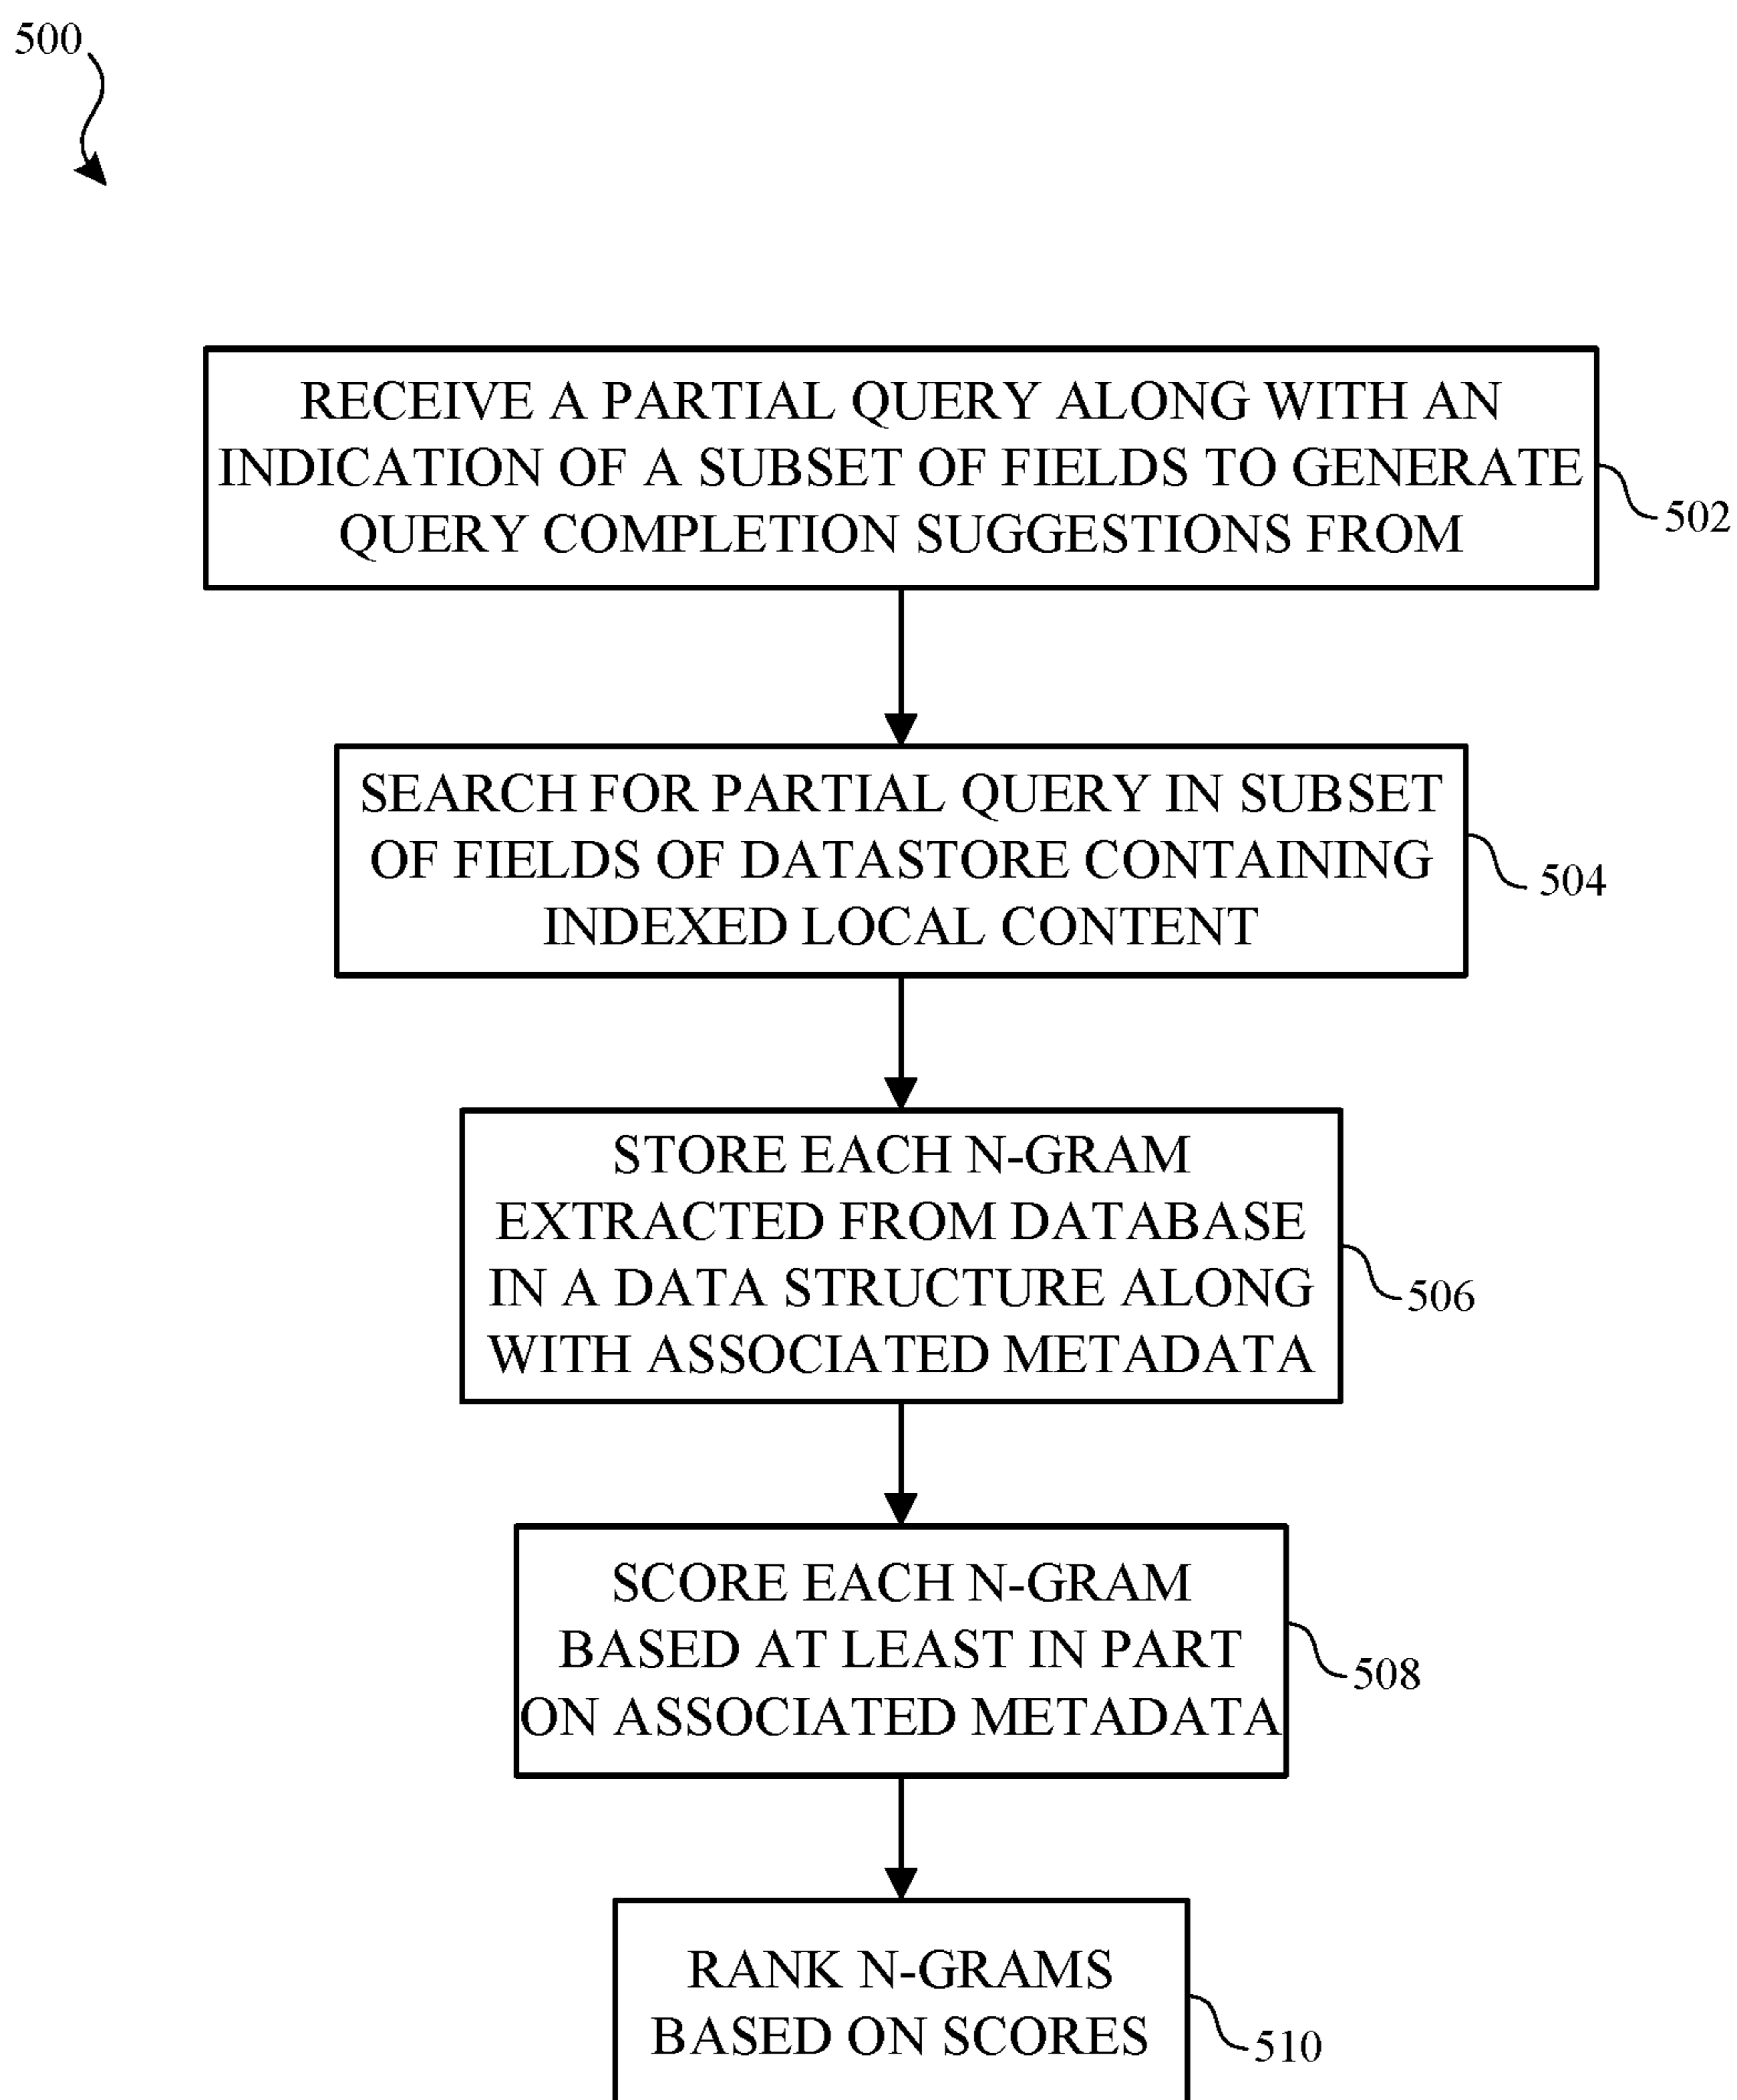 500
RECEIVE A PARTIAL QUERY ALONG WITH AN
INDICATION OF A SUBSET OF FIELDS TO GENERATE
QUERY COMPLETION SUGGESTIONS FROM
502
SEARCH FOR PARTIAL QUERY IN SUBSET
OF FIELDS OF DATASTORE CONTAINING
INDEXED LOCAL CONTENT
504
STORE EACH N-GRAM
EXTRACTED FROM DATABASE
IN A DATA STRUCTURE ALONG
WITH ASSOCIATED METADATA
506
SCORE EACH N-GRAM
BASED AT LEAST IN PART
ON ASSOCIATED METADATA
508
RANK N-GRAMS
BASED ON SCORES
510